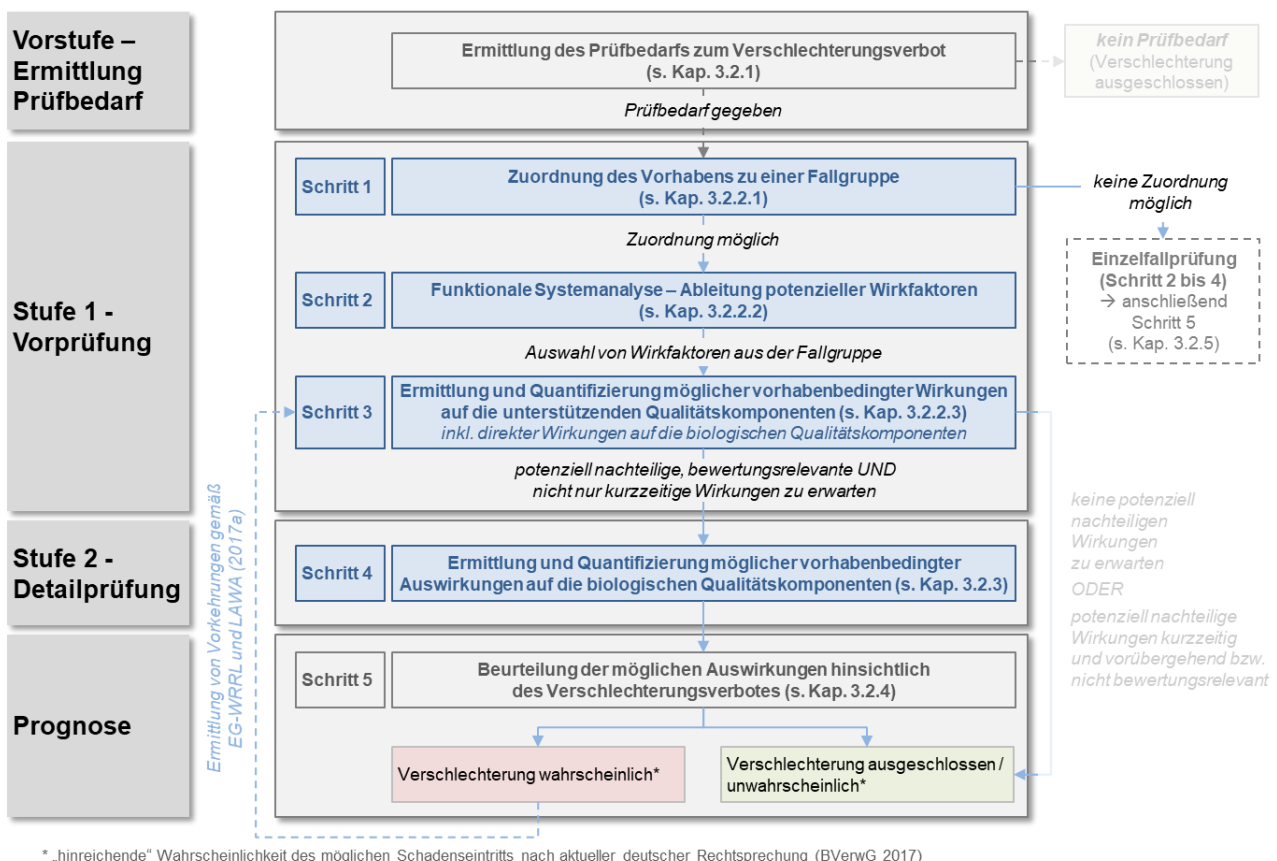 Vorstufe –
Ermittlung
Prüfbedarf
Ermittlung des Prüfbedarfs zum Verschlechterungsverbot
(s. Kap. 3.2.1)
kein Prüfbedarf
(Verschlechterung
ausgeschlossen)
Prüfbedarf gegeben
Stufe 1 -
Vorprüfung
Schritt 1
Zuordnung des Vorhabens zu einer Fallgruppe
(s. Kap. 3.2.2.1)
keine Zuordnung
möglich
Zuordnung möglich
Einzelfallprüfung
(Schritt 2 bis 4)
→ anschließend
Schritt 5
(s. Kap. 3.2.5)
Schritt 2
Funktionale Systemanalyse – Ableitung potenzieller Wirkfaktoren
(s. Kap. 3.2.2.2)
Auswahl von Wirkfaktoren aus der Fallgruppe
Schritt 3
Ermittlung und Quantifizierung möglicher vorhabenbedingter Wirkungen
auf die unterstützenden Qualitätskomponenten (s. Kap. 3.2.2.3)
inkl. direkter Wirkungen auf die biologischen Qualitätskomponenten
potenziell nachteilige, bewertungsrelevante UND
nicht nur kurzzeitige Wirkungen zu erwarten
keine potenziell
nachteiligen
Wirkungen
zu erwarten
ODER
potenziell nachteilige
Wirkungen kurzzeitig
und vorübergehend bzw.
nicht bewertungsrelevant
Ermittlung von Vorkehrungen gemäß
EG-WRRL und LAWA (2017a)
Stufe 2 -
Detailprüfung
Schritt 4
Ermittlung und Quantifizierung möglicher vorhabenbedingter
Auswirkungen auf die biologischen Qualitätskomponenten (s. Kap. 3.2.3)
Prognose
Schritt 5
Beurteilung der möglichen Auswirkungen hinsichtlich
des Verschlechterungsverbotes (s. Kap. 3.2.4)
Verschlechterung wahrscheinlich*
Verschlechterung ausgeschlossen /
unwahrscheinlich*
* „hinreichende“ Wahrscheinlichkeit des möglichen Schadenseintritts nach aktueller deutscher Rechtsprechung (BVerwG 2017)